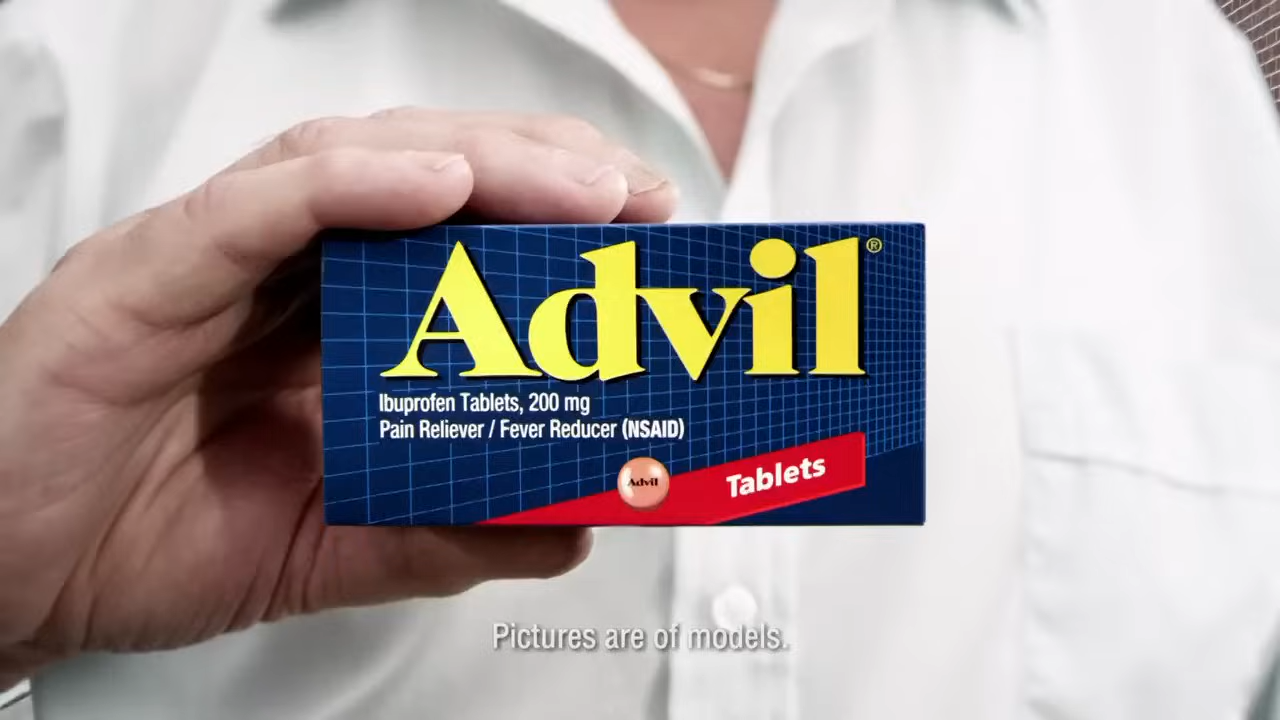 Advil®
Ibuprofen Tablets, 200 mg
Pain Reliever / Fever Reducer (NSAID)
Advil
Tablets
Pictures are of models.